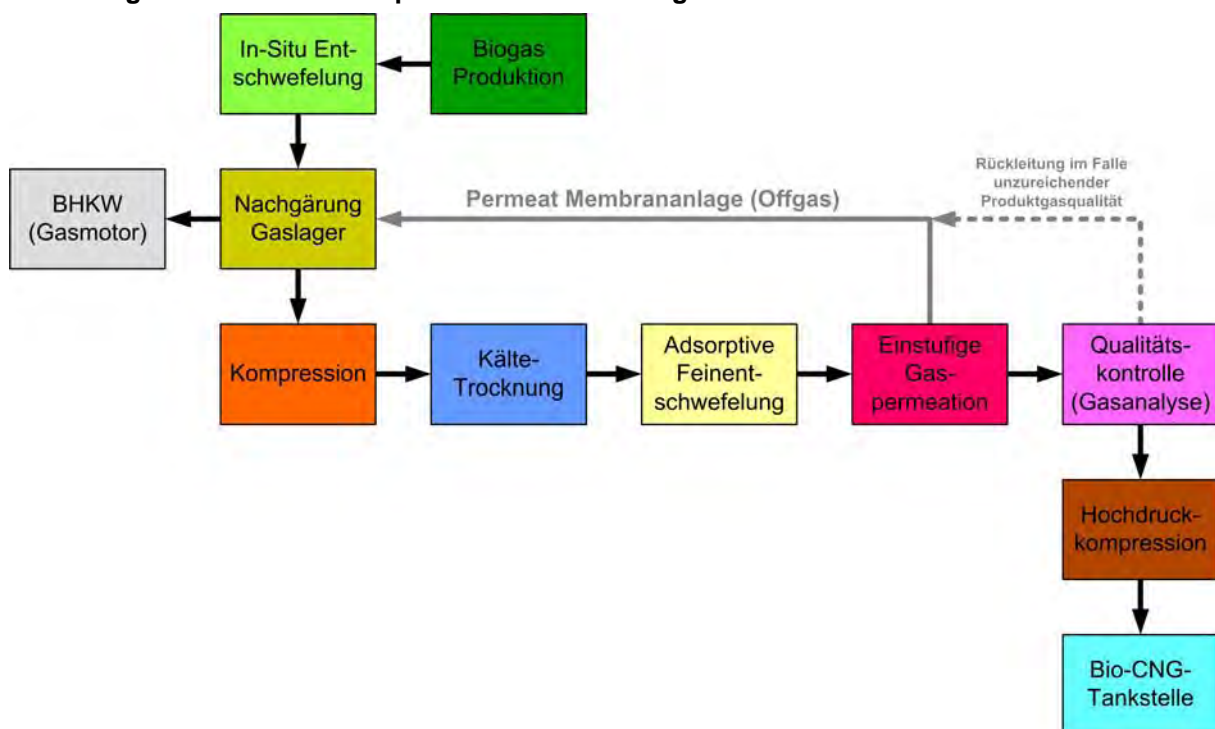 In-Situ Ent-
schwefelung
Biogas
Produktion
BHKW
(Gasmotor)
Nachgärung
Gaslager
Permeat Membrananlage (Offgas)
Rückleitung im Falle
unzureichender
Produktgasqualität
Kompression
Kälte-
Trocknung
Adsorptive
Feinent-
schwefelung
Einstufige
Gas-
permeation
Qualitäts-
kontrolle
(Gasanalyse)
Hochdruck-
kompression
Bio-CNG-
Tankstelle